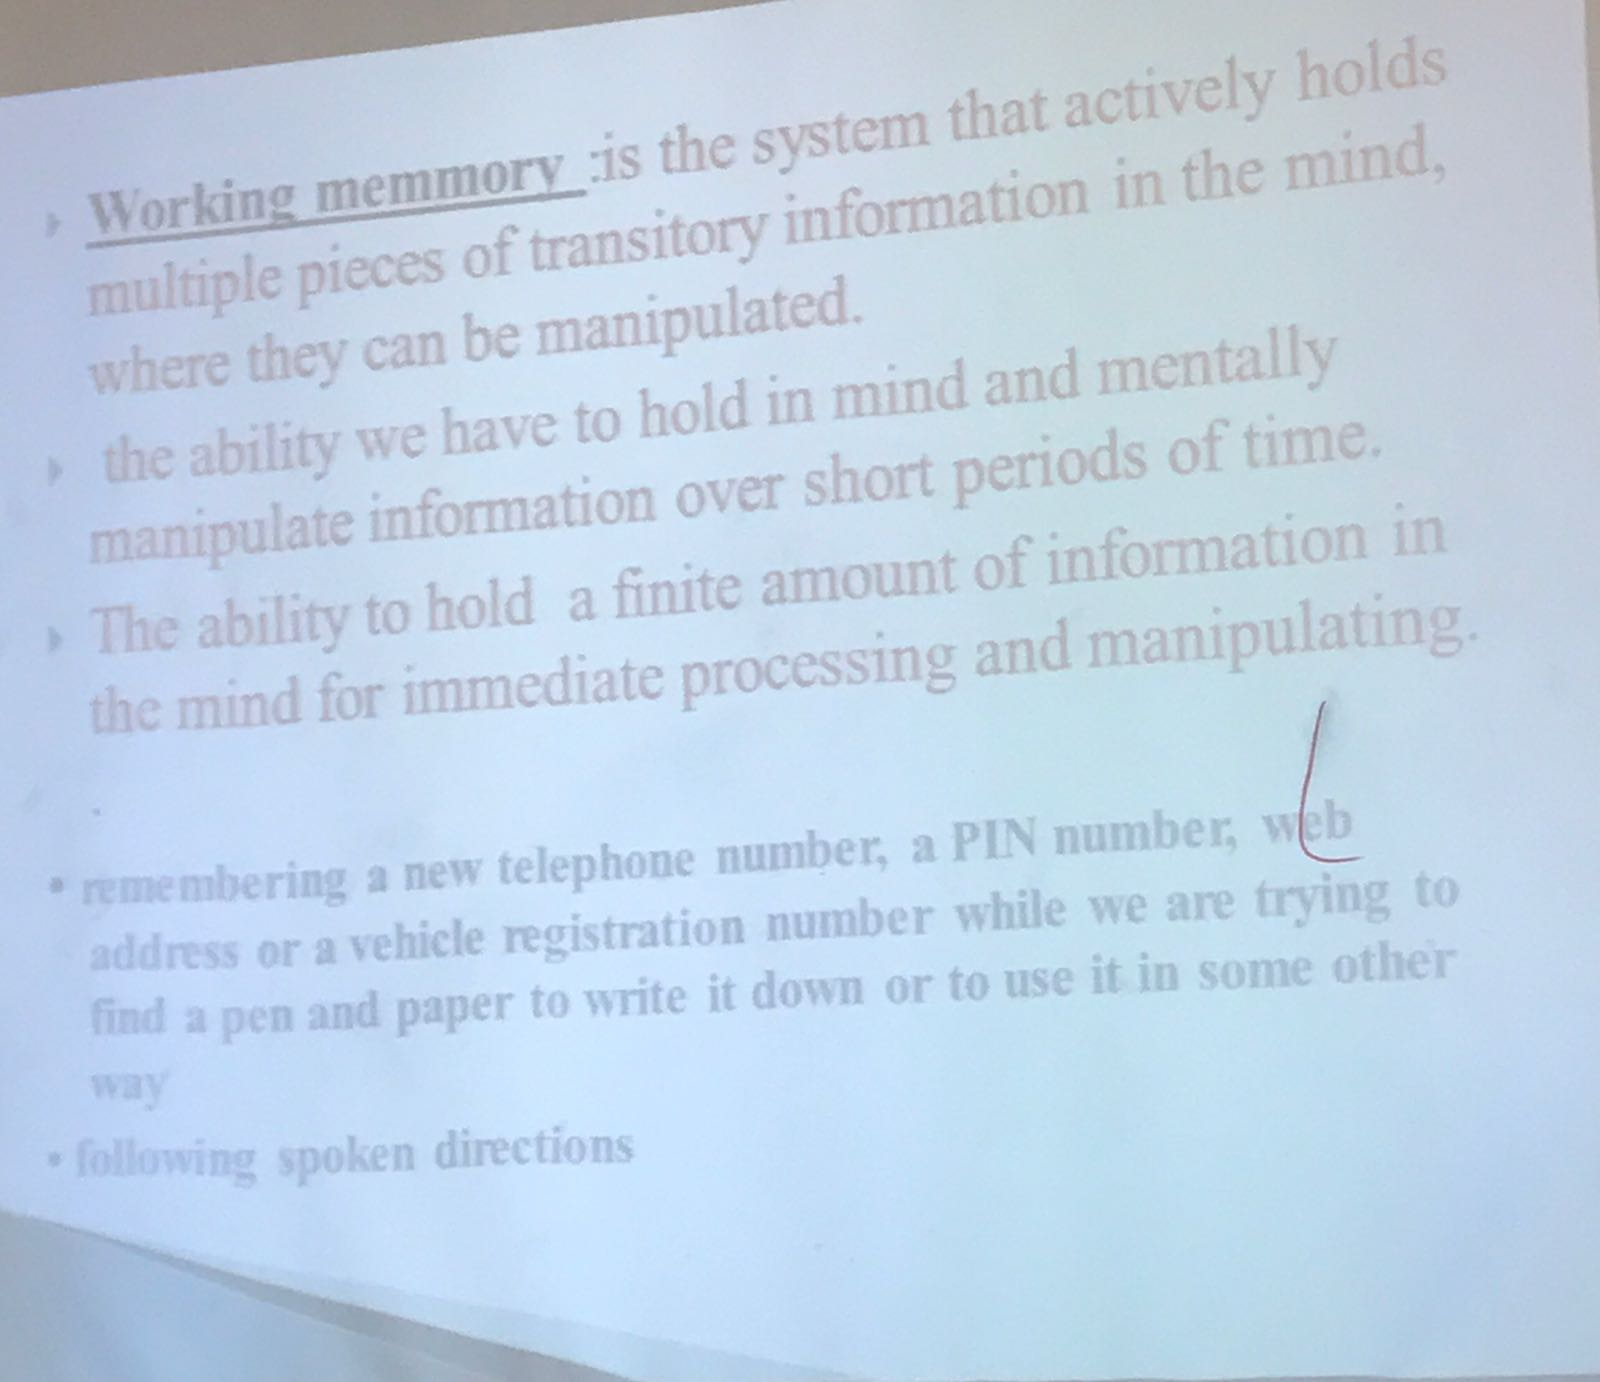 Working memmory :is the system that actively holds
multiple pieces of transitory information in the mind,
where they can be manipulated.
the ability we have to hold in mind and mentally
manipulate information over short periods of time.
The ability to hold a finite amount of information in
the mind for immediate processing and manipulating.
.
• remembering a new telephone number, a PIN number, web
address or a vehicle registration number while we are trying to
find a pen and paper to write it down or to use it in some other
way
• following spoken directions